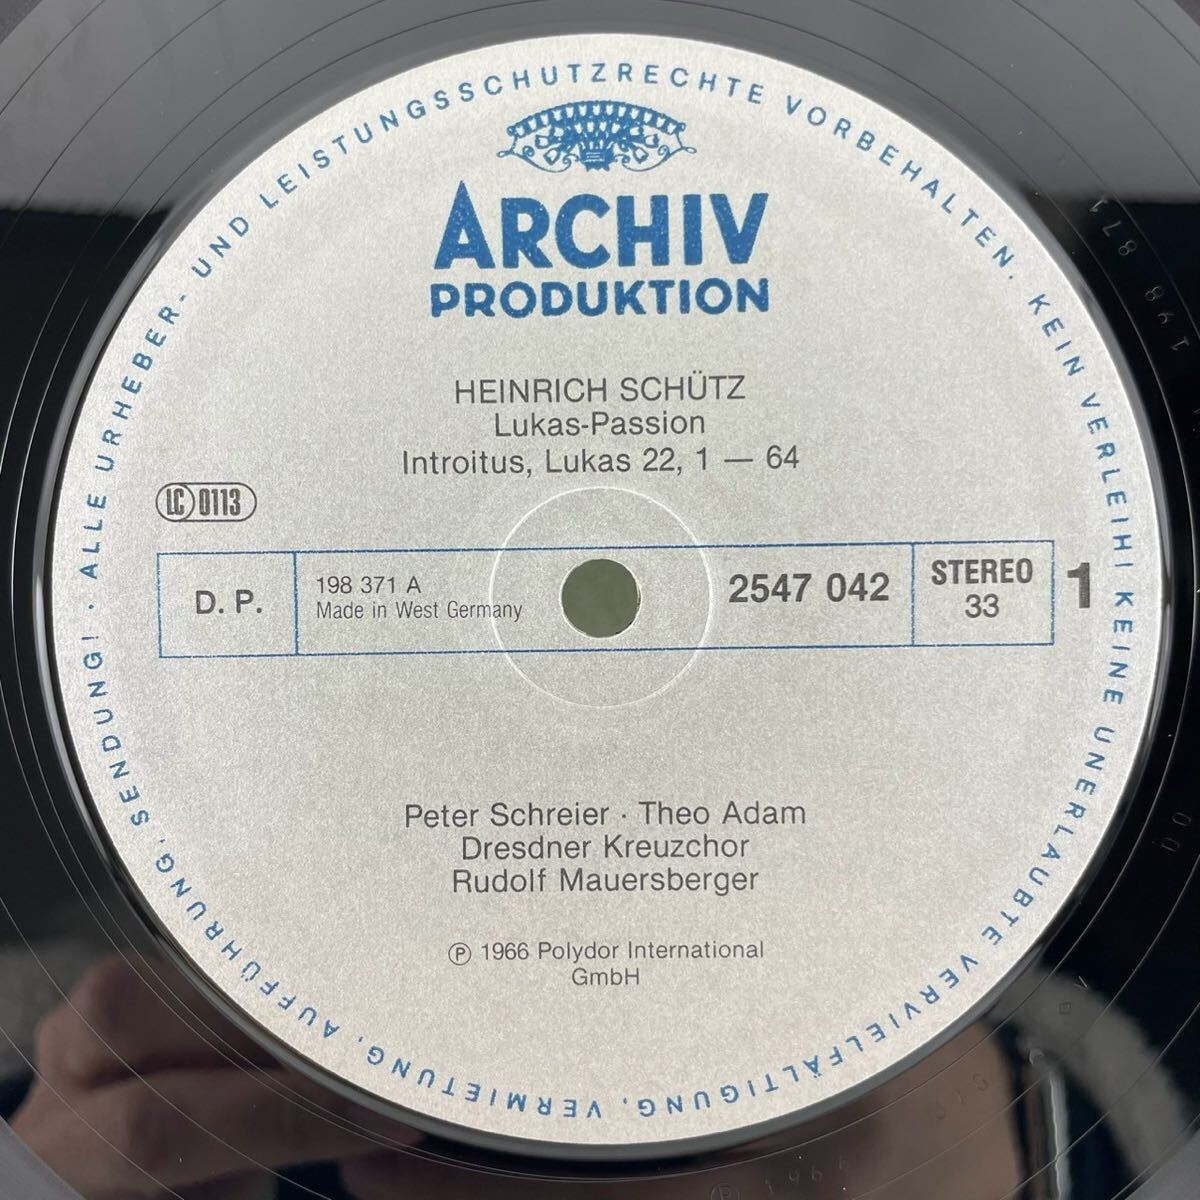 ALLE URHEBER- UND LEISTUNGSSCHUTZRECHTE VORBEHALTEN. KEIN VERLEIH! KEINE UNERLAUBTE VERVIELFÄLTIGUNG, VERMIETUNG, AUFFÜHRUNG, SENDUNG! ·
ARCHIV
PRODUKTION
HEINRICH SCHÜTZ
Lukas-Passion
Introitus, Lukas 22, 1 — 64
LC 0113
D. P.
198 371 A
Made in West Germany
2547 042
STEREO
33
1
Peter Schreier · Theo Adam
Dresdner Kreuzchor
Rudolf Mauersberger
Ⓟ 1966 Polydor International
GmbH